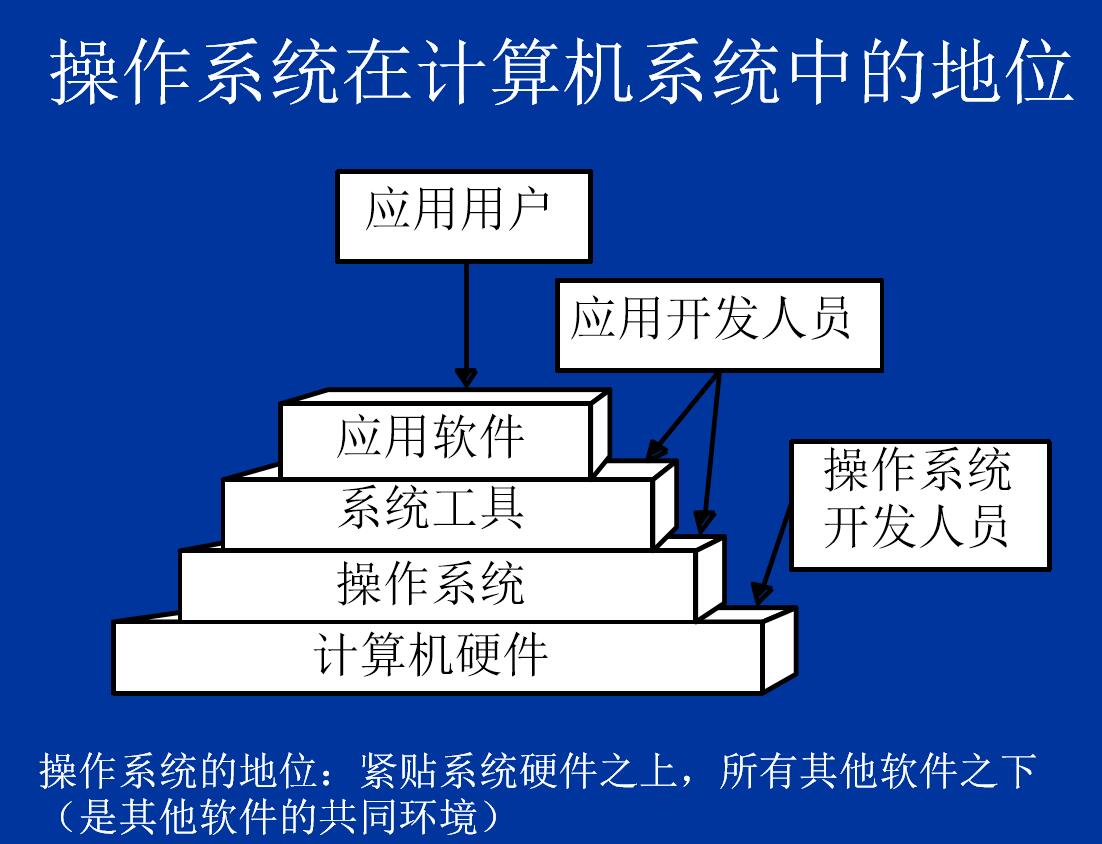 操作系统在计算机系统中的地位
应用用户
应用开发人员
应用软件
操作系统
开发人员
系统工具
操作系统
计算机硬件
操作系统的地位：紧贴系统硬件之上，所有其他软件之下
（是其他软件的共同环境）